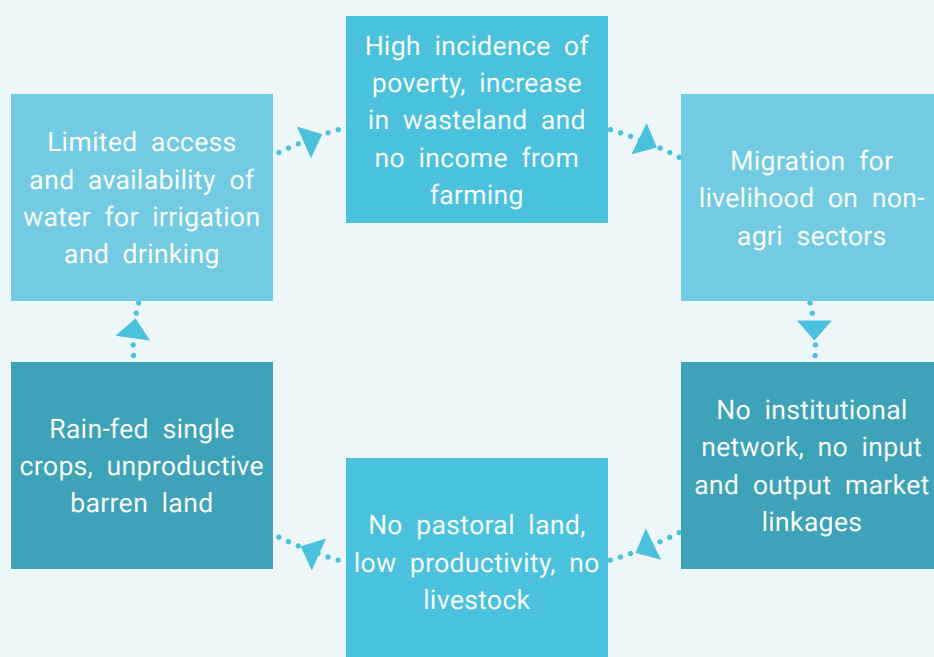 High incidence of
poverty, increase
in wasteland and
no income from
farming
Migration for
livelihood on non-
agri sectors
No institutional
network, no input
and output market
linkages
No pastoral land,
low productivity, no
livestock
Rain-fed single
crops, unproductive
barren land
Limited access
and availability of
water for irrigation
and drinking